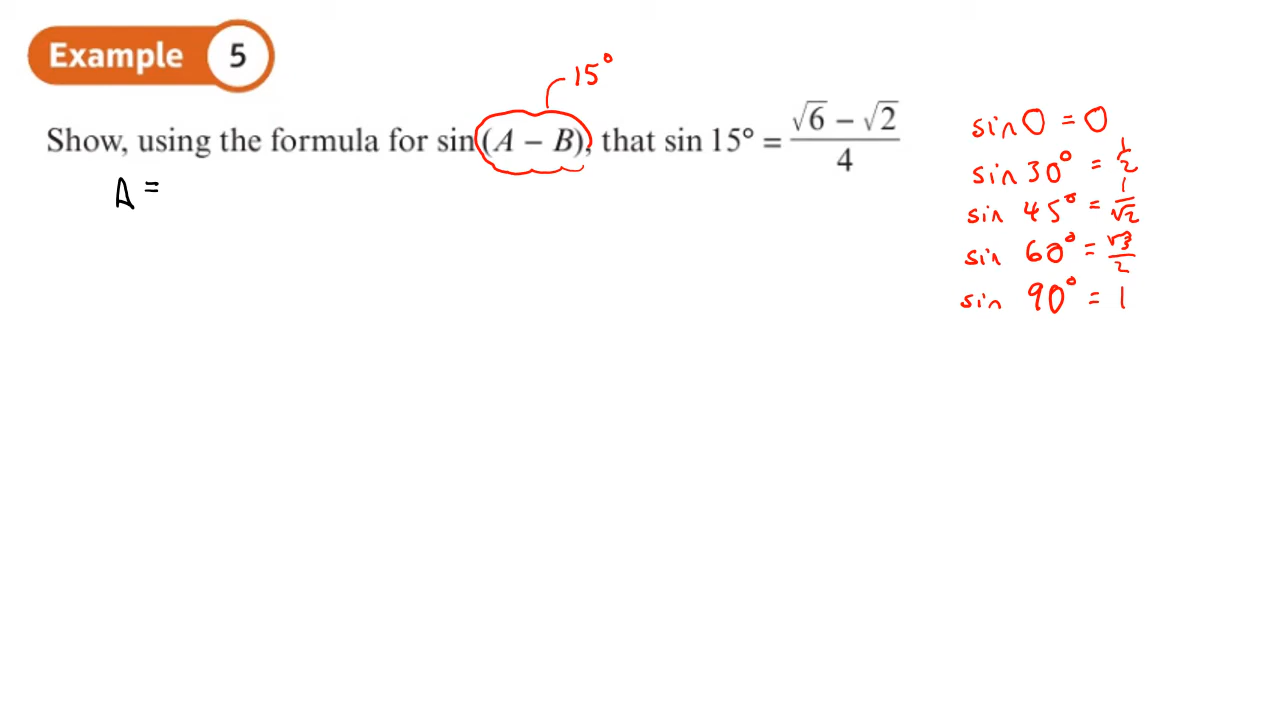 Example 5
15°
Show, using the formula for sin (A − B), that sin 15° = (√6 − √2)/4
A =
sin 0 = 0
sin 30° = 1/2
sin 45° = 1/√2
sin 60° = √3/2
sin 90° = 1